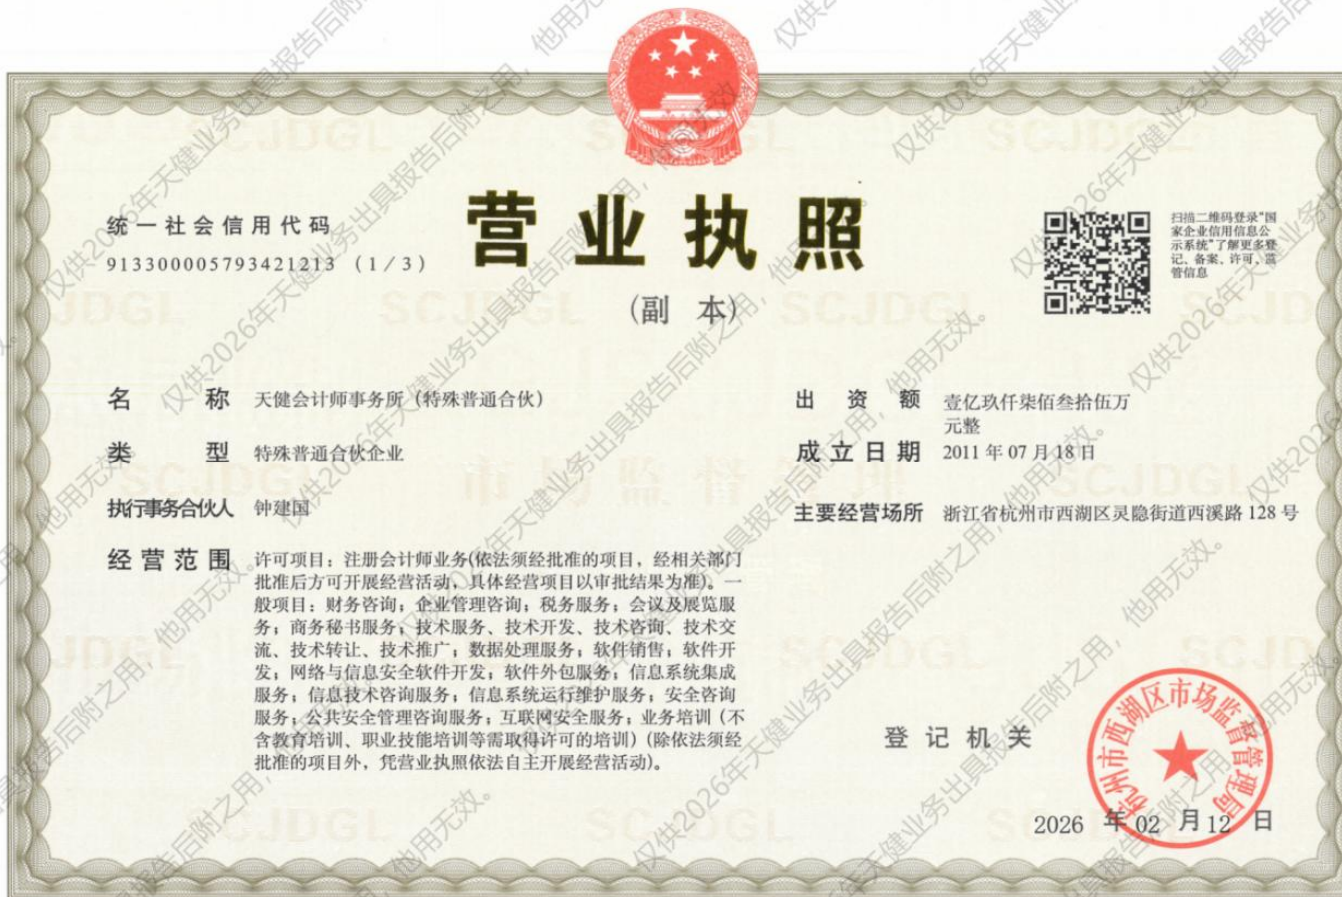 营业执照
(副 本)
统一社会信用代码
913300005793421213 (1/3)
扫描二维码登录"国
家企业信用信息公
示系统"了解更多登
记、备案、许可、监
管信息
名 称 天健会计师事务所(特殊普通合伙)
类 型 特殊普通合伙企业
执行事务合伙人 钟建国
经营范围 许可项目:注册会计师业务(依法须经批准的项目,经相关部门
批准后方可开展经营活动,具体经营项目以审批结果为准)。一
般项目:财务咨询;企业管理咨询;税务服务;会议及展览服
务;商务秘书服务;技术服务、技术开发、技术咨询、技术交
流、技术转让、技术推广;数据处理服务;软件销售;软件开
发;网络与信息安全软件开发;软件外包服务;信息系统集成
服务;信息技术咨询服务;信息系统运行维护服务;安全咨询
服务;公共安全管理咨询服务;互联网安全服务;业务培训(不
含教育培训、职业技能培训等需取得许可的培训)(除依法须经
批准的项目外,凭营业执照依法自主开展经营活动)。
出 资 额 壹亿玖仟柒佰叁拾伍万
元整
成立日期 2011年07月18日
主要经营场所 浙江省杭州市西湖区灵隐街道西溪路128号
登记机关
杭州市西湖区市场监督管理局
2026 年 02 月 12 日
SCJDGL
市场监督管理
仅供2026年天健业务出具报告后附之用,他用无效。